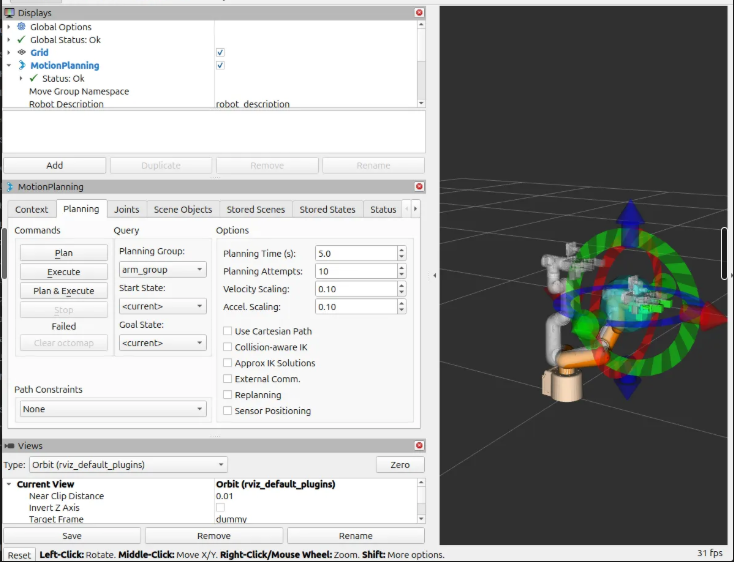 Displays
Global Options
Global Status: Ok
Grid
MotionPlanning
Status: Ok
Move Group Namespace
Robot Description robot_description
Add Duplicate Remove Rename
MotionPlanning
Context Planning Joints Scene Objects Stored Scenes Stored States Status
Commands Query Options
Plan Planning Group: Planning Time (s): 5.0
Execute arm_group Planning Attempts: 10
Plan & Execute Start State: Velocity Scaling: 0.10
Stop <current> Accel. Scaling: 0.10
Failed Goal State: Use Cartesian Path
Clear octomap <current> Collision-aware IK
Approx IK Solutions
External Comm.
Path Constraints Replanning
None Sensor Positioning
Views
Type: Orbit (rviz_default_plugins) Zero
Current View Orbit (rviz_default_plugins)
Near Clip Distance 0.01
Invert Z Axis
Target Frame dummy
Save Remove Rename
Reset Left-Click: Rotate. Middle-Click: Move X/Y. Right-Click/Mouse Wheel: Zoom. Shift: More options. 31 fps